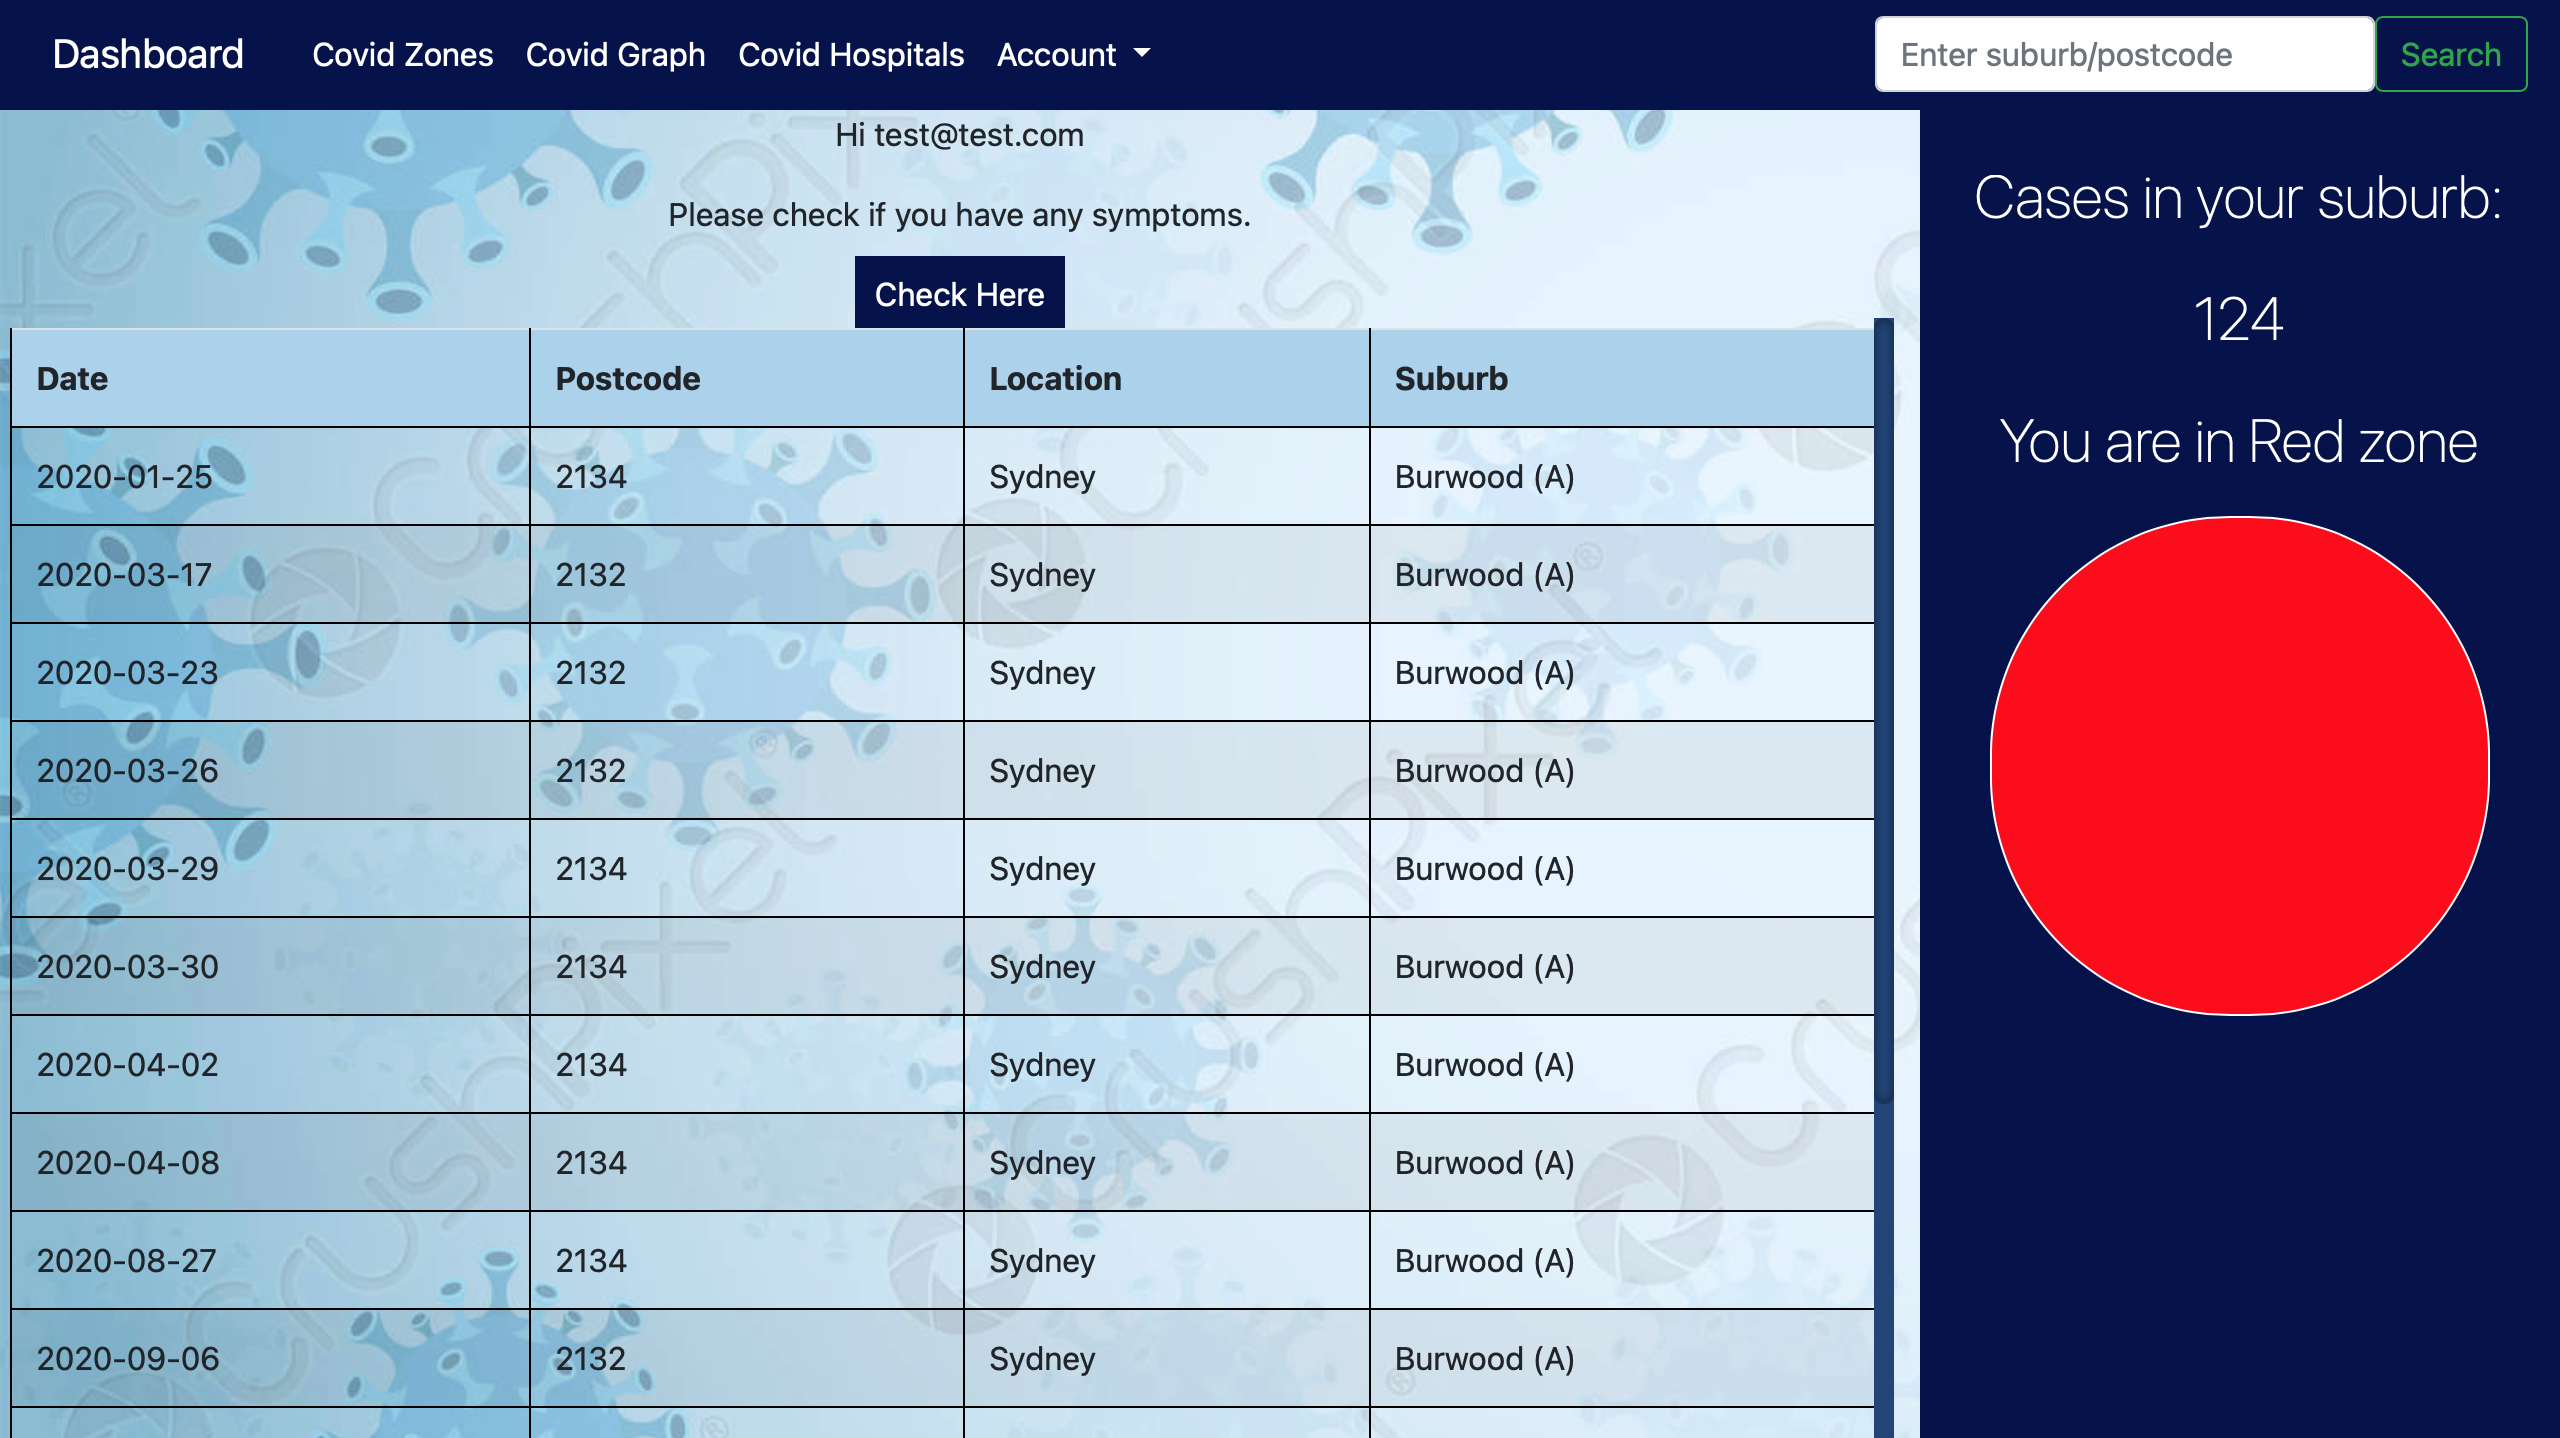 Dashboard Covid Zones Covid Graph Covid Hospitals Account Enter suburb/postcode Search
Hi test@test.com
Please check if you have any symptoms.
Check Here
Date Postcode Location Suburb
2020-01-25 2134 Sydney Burwood (A)
2020-03-17 2132 Sydney Burwood (A)
2020-03-23 2132 Sydney Burwood (A)
2020-03-26 2132 Sydney Burwood (A)
2020-03-29 2134 Sydney Burwood (A)
2020-03-30 2134 Sydney Burwood (A)
2020-04-02 2134 Sydney Burwood (A)
2020-04-08 2134 Sydney Burwood (A)
2020-08-27 2134 Sydney Burwood (A)
2020-09-06 2132 Sydney Burwood (A)
Cases in your suburb:
124
You are in Red zone
crushpixel
crushpixel
crushpixel